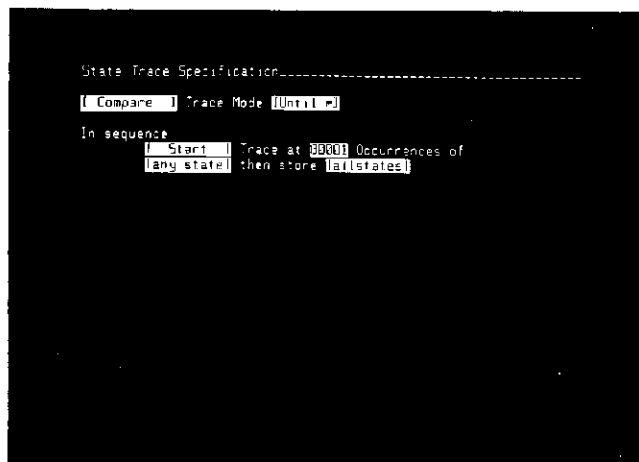 State Trace Specification
[ Compare ] Trace Mode [Until ≠]
In sequence
[ Start ] Trace at 00001 Occurrences of
[any state] then store [allstates]